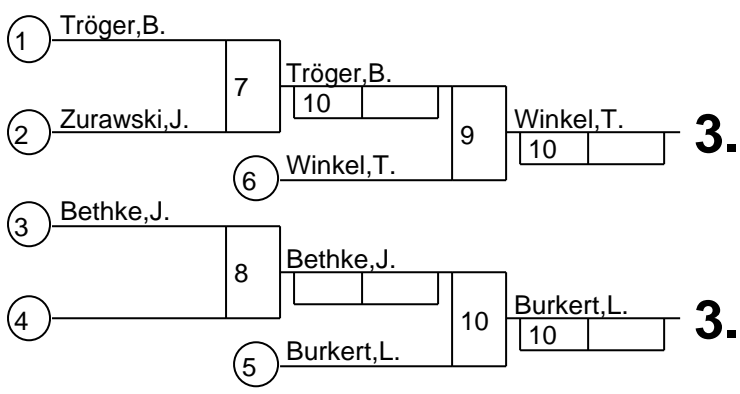 1 Tröger,B.
7 Tröger,B.
10
2 Zurawski,J.
9 Winkel,T. 3.
10
6 Winkel,T.
3 Bethke,J.
8 Bethke,J.
4
10 Burkert,L. 3.
10
5 Burkert,L.